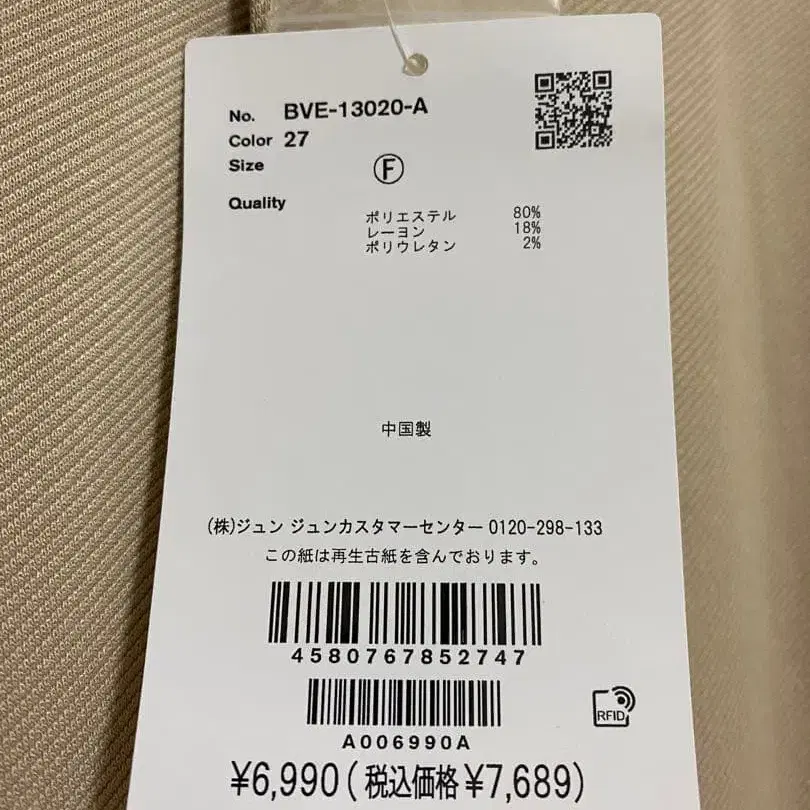 No. BVE-13020-A
Color 27
Size Ⓕ
Quality
ポリエステル 80%
レーヨン 18%
ポリウレタン 2%
中国製
(株)ジュン ジュンカスタマーセンター 0120-298-133
この紙は再生古紙を含んでおります。
4580767852747
RFID
A006990A
¥6,990(税込価格¥7,689)